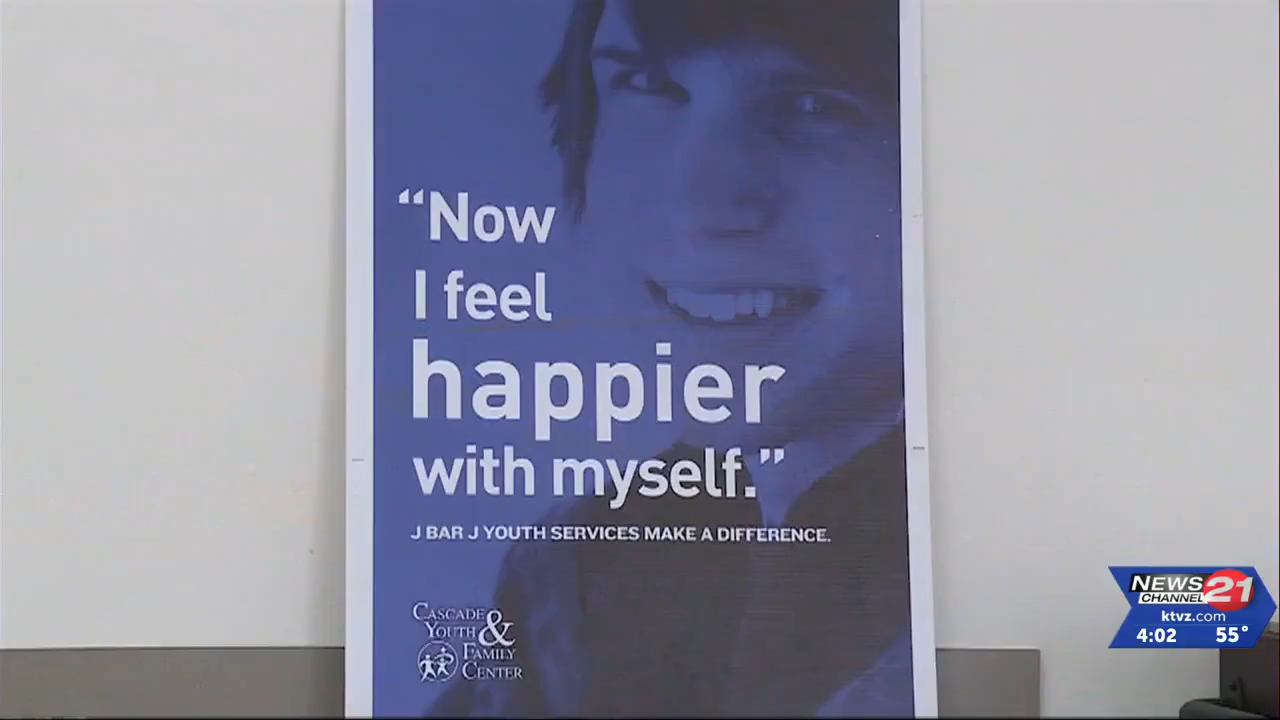 “Now
I feel
happier
with myself.”
J BAR J YOUTH SERVICES MAKE A DIFFERENCE.
CASCADE
YOUTH &
FAMILY
CENTER
NEWS
CHANNEL 21
ktvz.com
4:02 55°